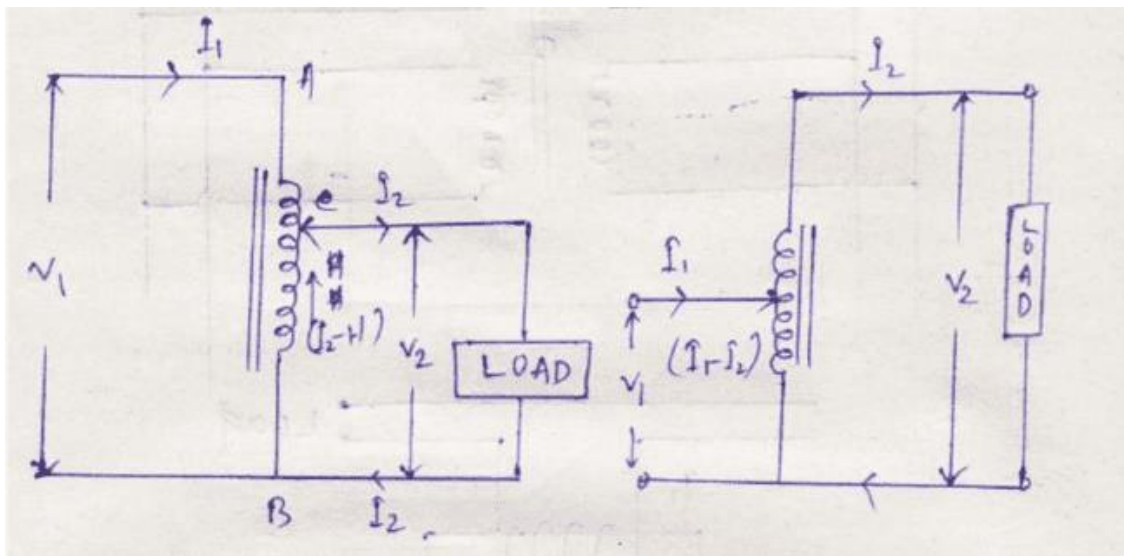 I₁
A
V₁
e
I₂
(I₂-I1)
V₂
LOAD
B
I₂
I₂
I₁
(I₁-I₂)
V₁
V₂
LOAD